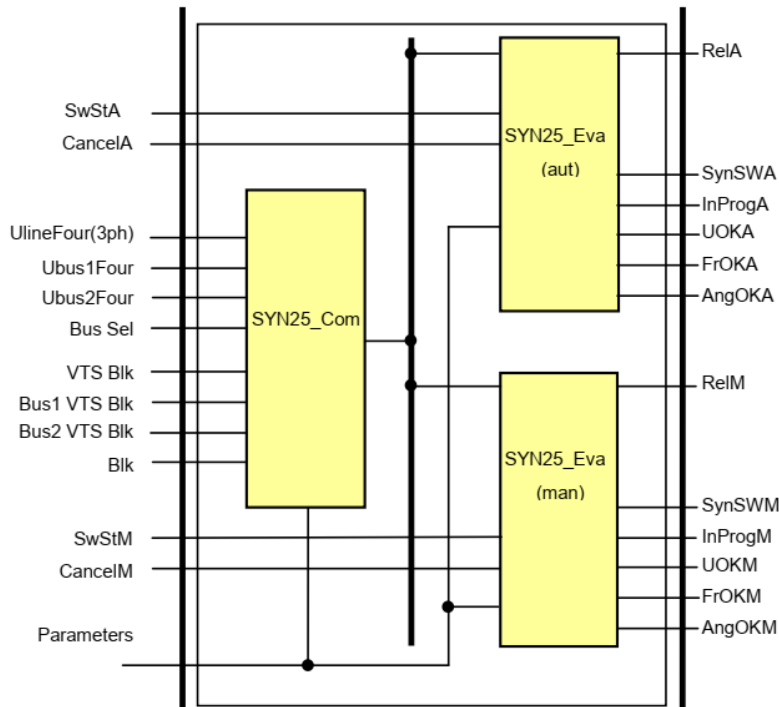 SwStA
CancelA
UlineFour(3ph)
Ubus1Four
Ubus2Four
Bus Sel
VTS Blk
Bus1 VTS Blk
Bus2 VTS Blk
Blk
SwStM
CancelM
Parameters
SYN25_Com
SYN25_Eva
(aut)
SYN25_Eva
(man)
RelA
SynSWA
InProgA
UOKA
FrOKA
AngOKA
RelM
SynSWM
InProgM
UOKM
FrOKM
AngOKM